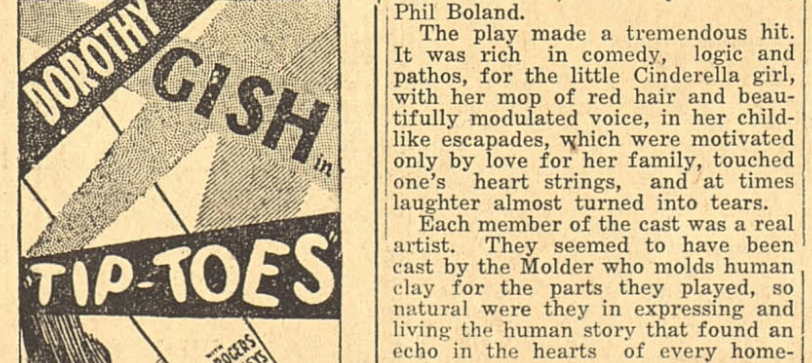 DOROTHY
GISH
in
"TIP-TOES"
WITH
ROGERS
Phil Boland.
The play made a tremendous hit.
It was rich in comedy, logic and
pathos, for the little Cinderella girl,
with her mop of red hair and beau-
tifully modulated voice, in her child-
like escapades, which were motivated
only by love for her family, touched
one's heart strings, and at times
laughter almost turned into tears.
Each member of the cast was a real
artist. They seemed to have been
cast by the Molder who molds human
clay for the parts they played, so
natural were they in expressing and
living the human story that found an
echo in the hearts of every home-